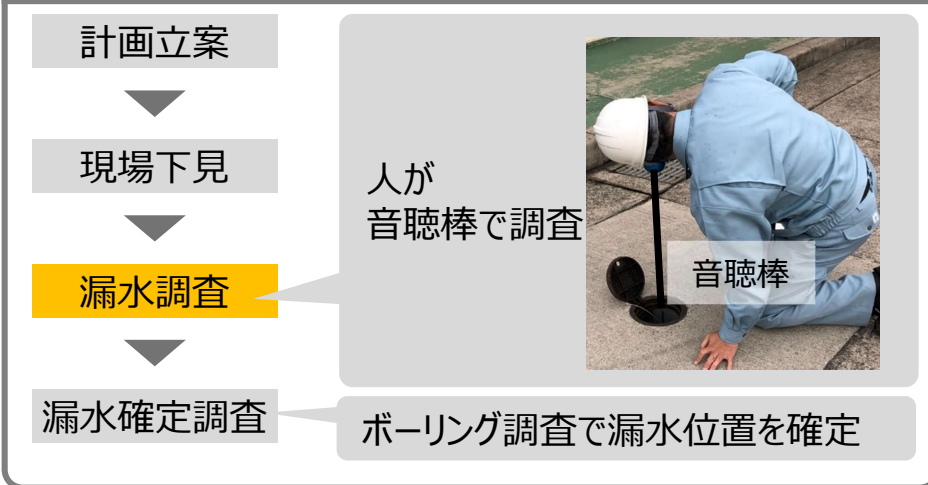 計画立案
現場下見
漏水調査
漏水確定調査
人が
音聴棒で調査
音聴棒
ボーリング調査で漏水位置を確定